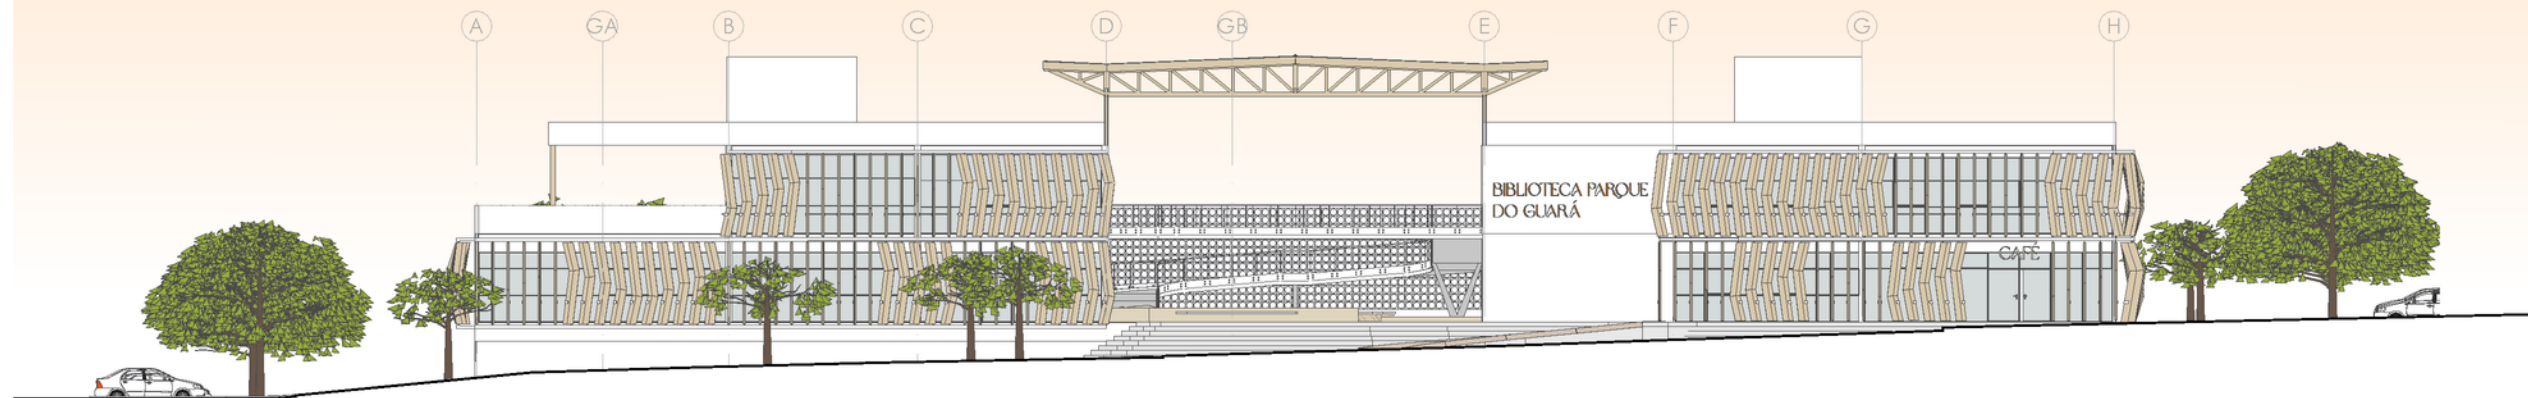 A GA B C D GB E F G H
BIBLIOTECA PARQUE
DO GUARÁ
CAFÉ